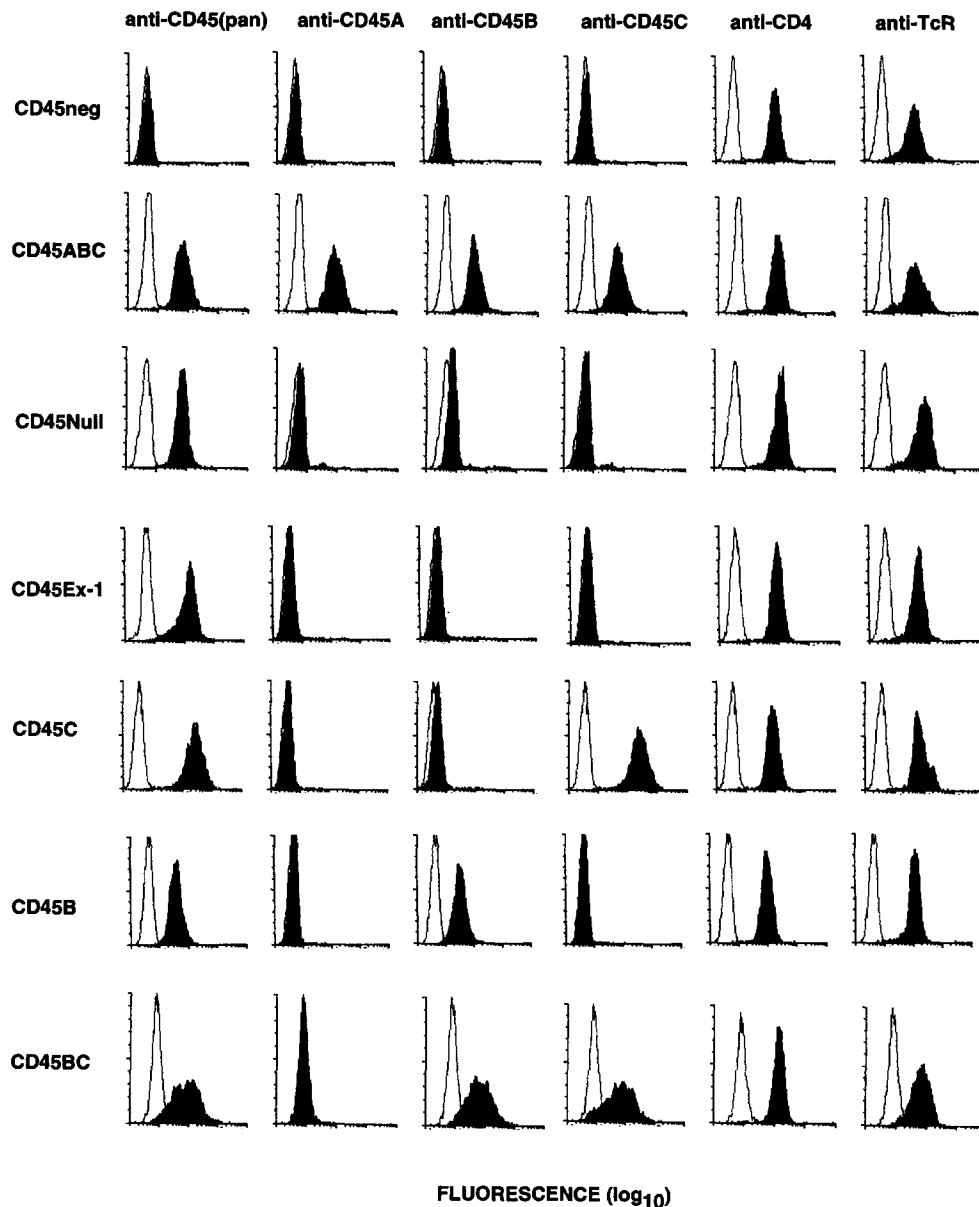 anti-CD45(pan) anti-CD45A anti-CD45B anti-CD45C anti-CD4 anti-TcR
CD45neg
CD45ABC
CD45Null
CD45Ex-1
CD45C
CD45B
CD45BC
FLUORESCENCE (log10)